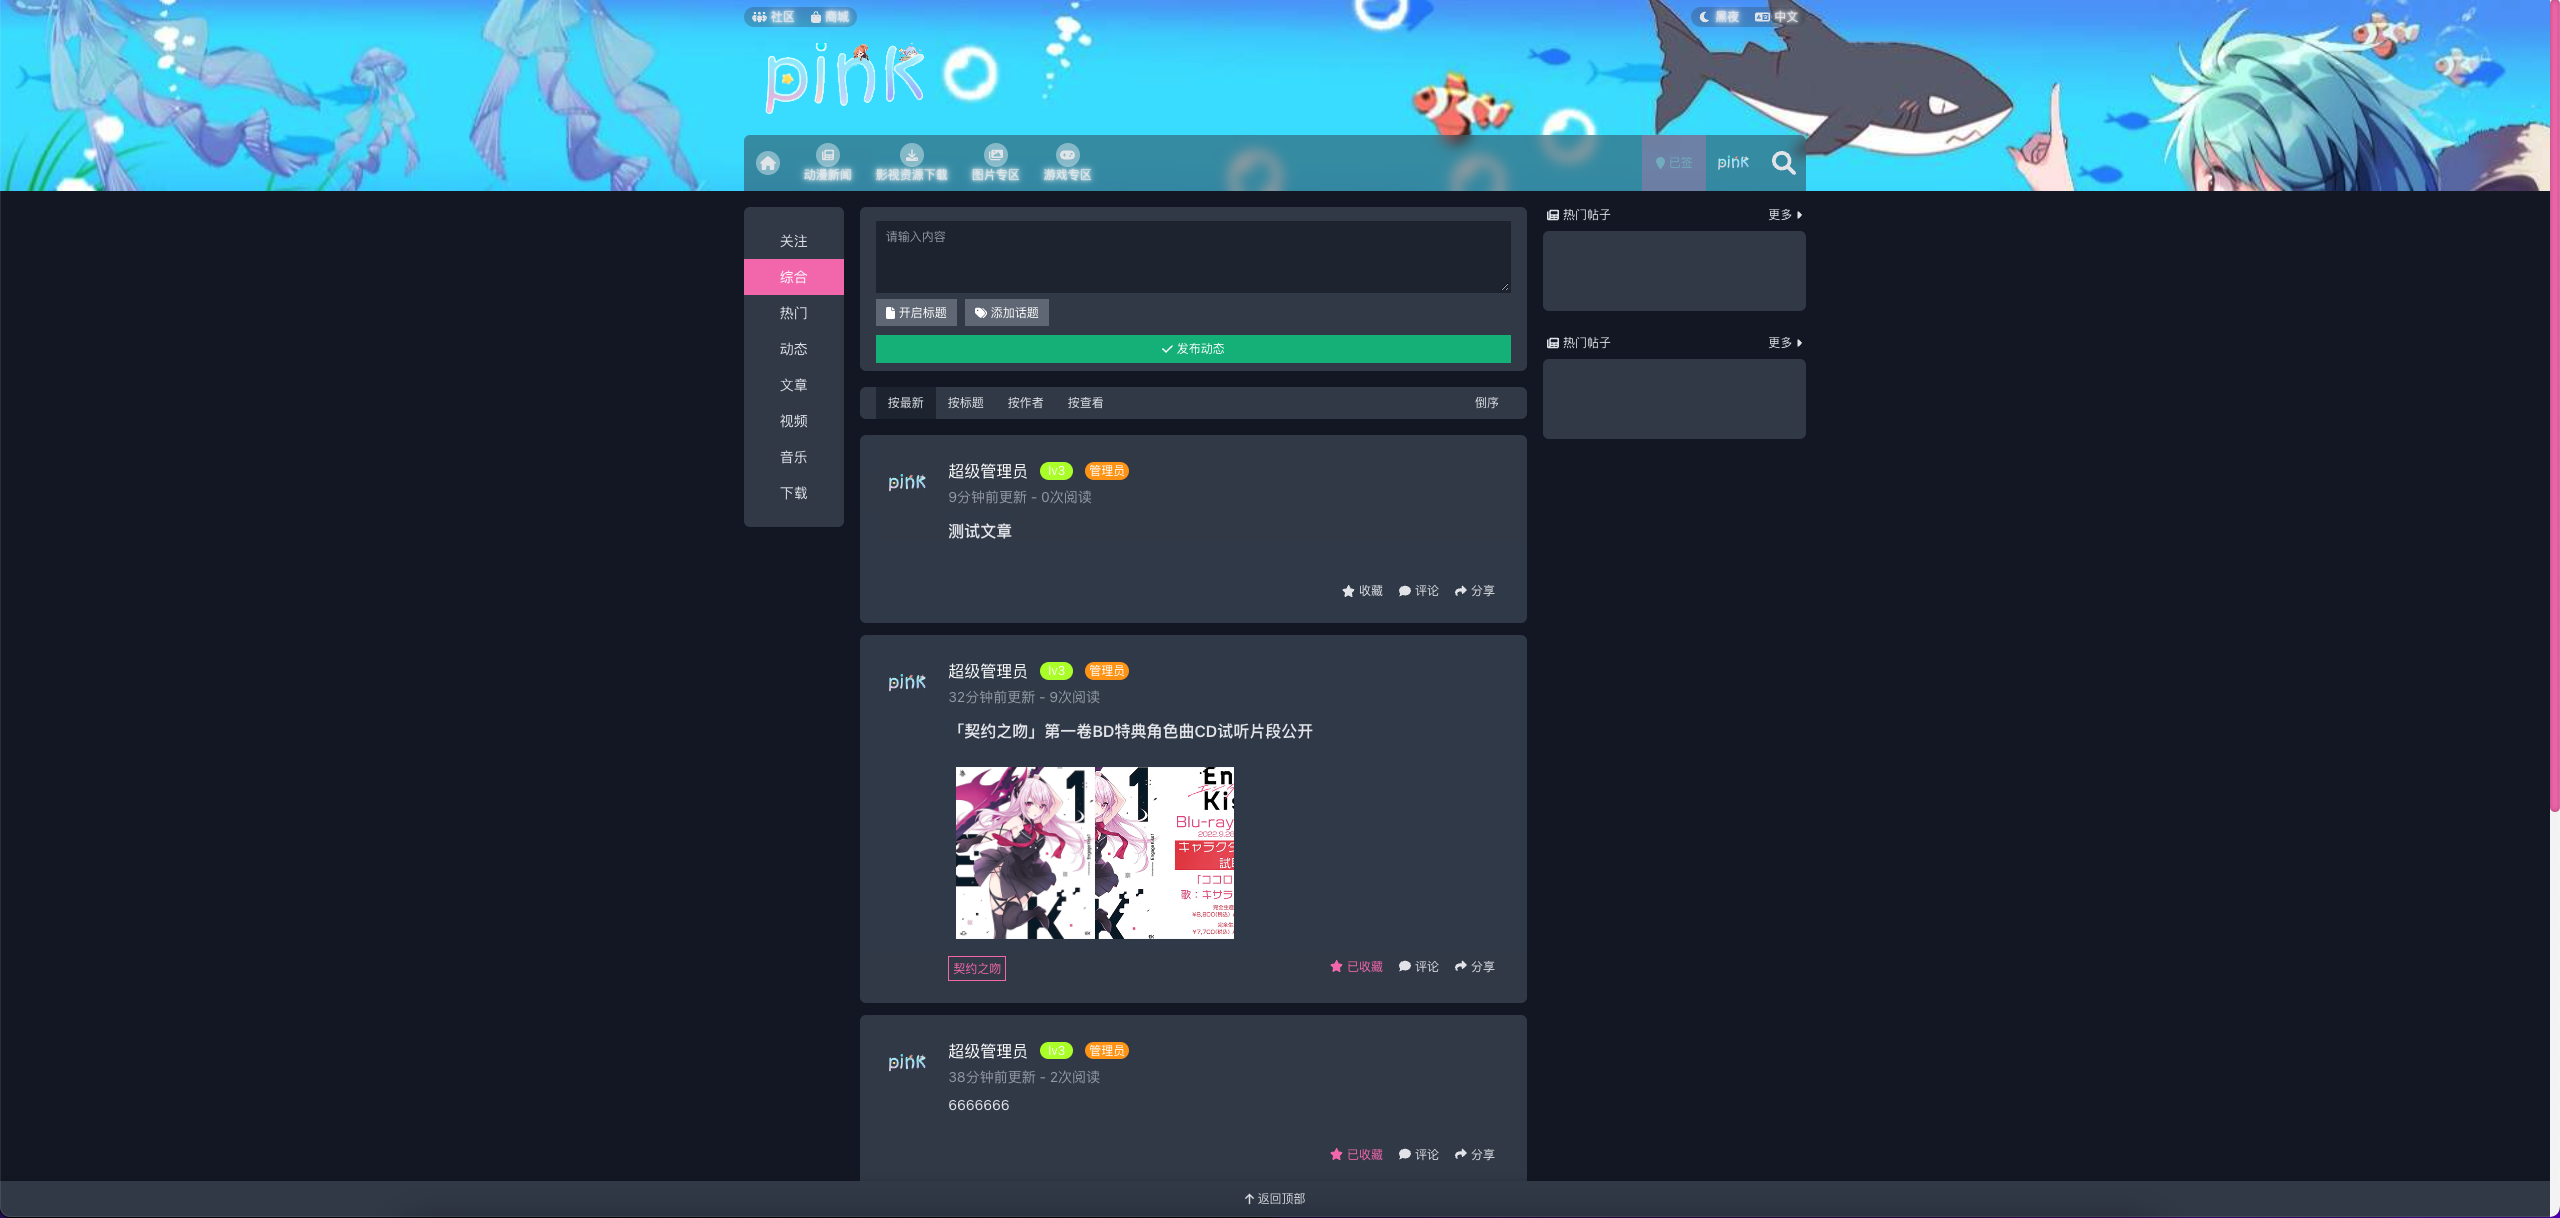 社区 商城 黑夜 中文
pink
动漫新闻 影视资源下载 图片专区 游戏专区 已签 pink
关注
综合
热门
动态
文章
视频
音乐
下载
请输入内容
开启标题 添加话题
发布动态
按最新 按标题 按作者 按查看 倒序
pink 超级管理员 lv3 管理员
9分钟前更新 - 0次阅读
测试文章
收藏 评论 分享
pink 超级管理员 lv3 管理员
32分钟前更新 - 9次阅读
「契约之吻」第一卷BD特典角色曲CD试听片段公开
1
1
En
Kis
Blu-ray
キャラク
「ココロ
歌：キサラ
契约之吻 已收藏 评论 分享
pink 超级管理员 lv3 管理员
38分钟前更新 - 2次阅读
6666666
已收藏 评论 分享
热门帖子 更多
热门帖子 更多
返回顶部